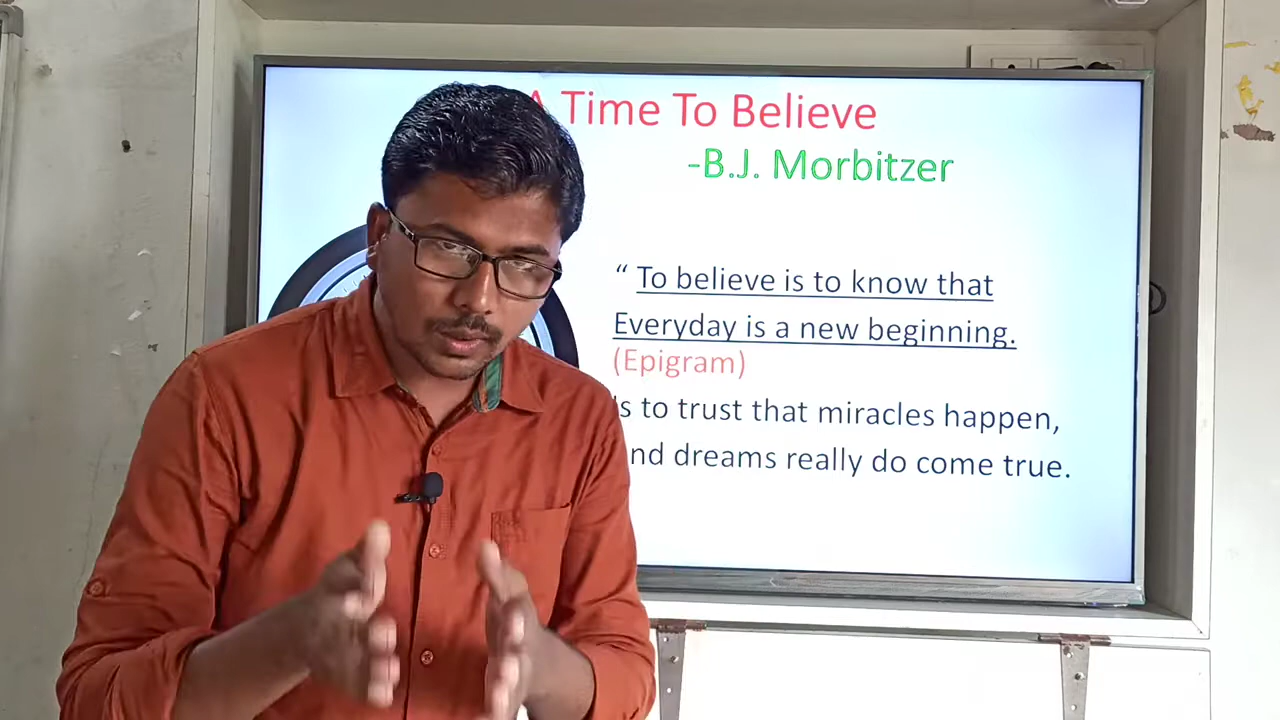 A Time To Believe
-B.J. Morbitzer
“ To believe is to know that
Everyday is a new beginning.
(Epigram)
to trust that miracles happen,
dreams really do come true.